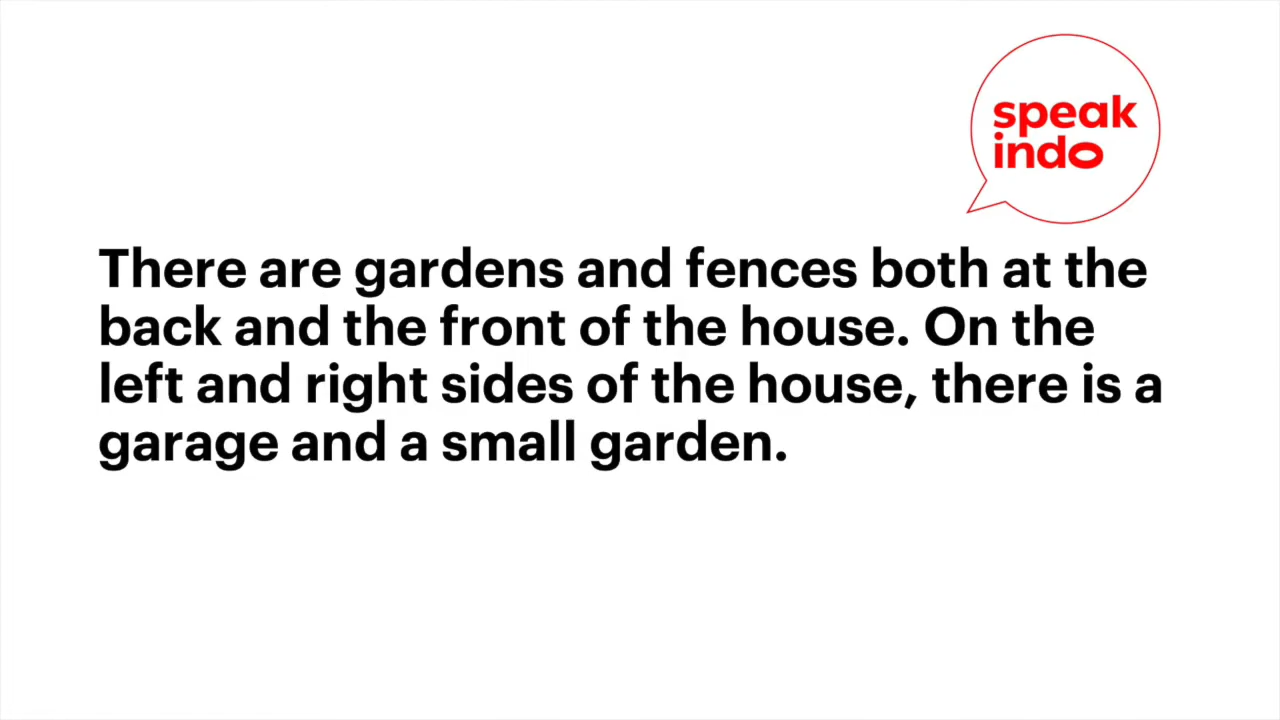 speak
indo
There are gardens and fences both at the
back and the front of the house. On the
left and right sides of the house, there is a
garage and a small garden.